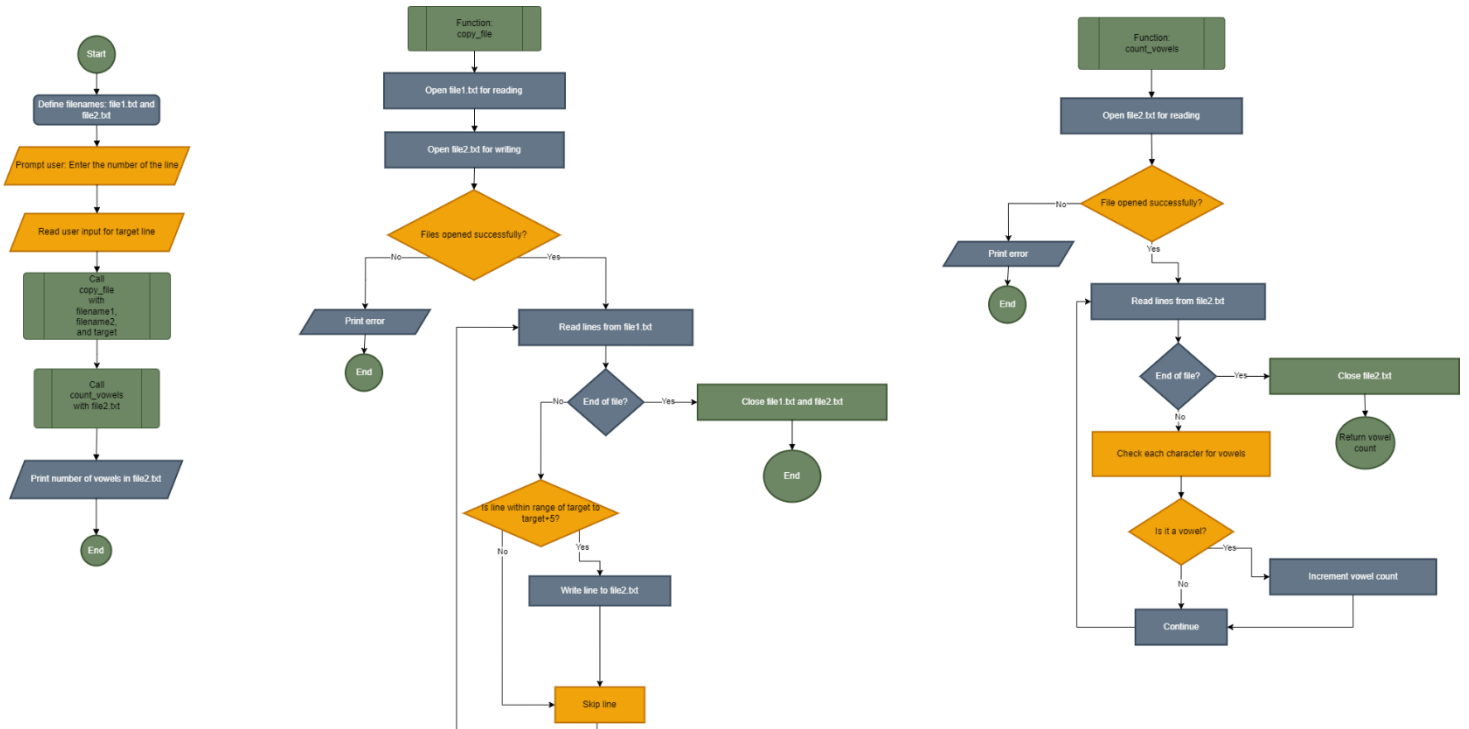 Start
Define filenames: file1.txt and
file2.txt
Prompt user: Enter the number of the line
Read user input for target line
Call
copy_file
with
filename1,
filename2,
and target
Call
count_vowels
with file2.txt
Print number of vowels in file2.txt
End
Function:
copy_file
Open file1.txt for reading
Open file2.txt for writing
Files opened successfully?
No
Yes
Print error
End
Read lines from file1.txt
End of file?
No
Yes
Close file1.txt and file2.txt
End
Is line within range of target to
target+5?
No
Yes
Write line to file2.txt
Skip line
Function:
count_vowels
Open file2.txt for reading
File opened successfully?
No
Yes
Print error
End
Read lines from file2.txt
End of file?
Yes
No
Close file2.txt
Return vowel
count
Check each character for vowels
Is it a vowel?
Yes
No
Increment vowel count
Continue